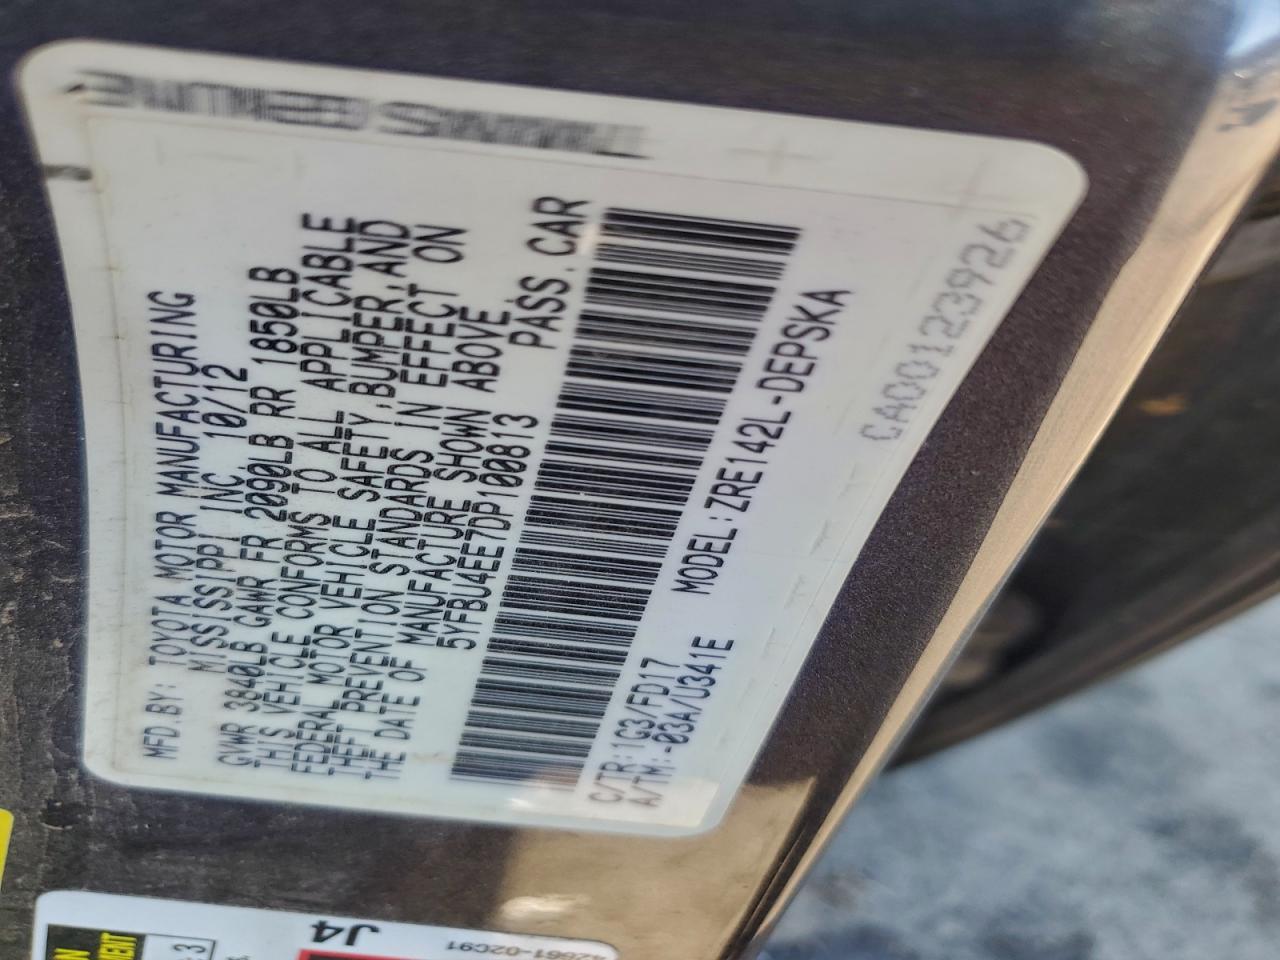 MFD.BY: TOYOTA MOTOR MANUFACTURING
MISSISSIPPI INC 10/12
GVWR 3840LB GAWR FR 2090LB RR 1850LB
THIS VEHICLE CONFORMS TO ALL APPLICABLE
FEDERAL MOTOR VEHICLE SAFETY,BUMPER,AND
THEFT PREVENTION STANDARDS IN EFFECT ON
THE DATE OF MANUFACTURE SHOWN ABOVE.
5YFBU4EE7DP100813 PASS.CAR
C/TR:1G3/FD17 MODEL:ZRE142L-DEPSKA
A/TM:-03A/U341E
CA00123926
J4
42661-02C91